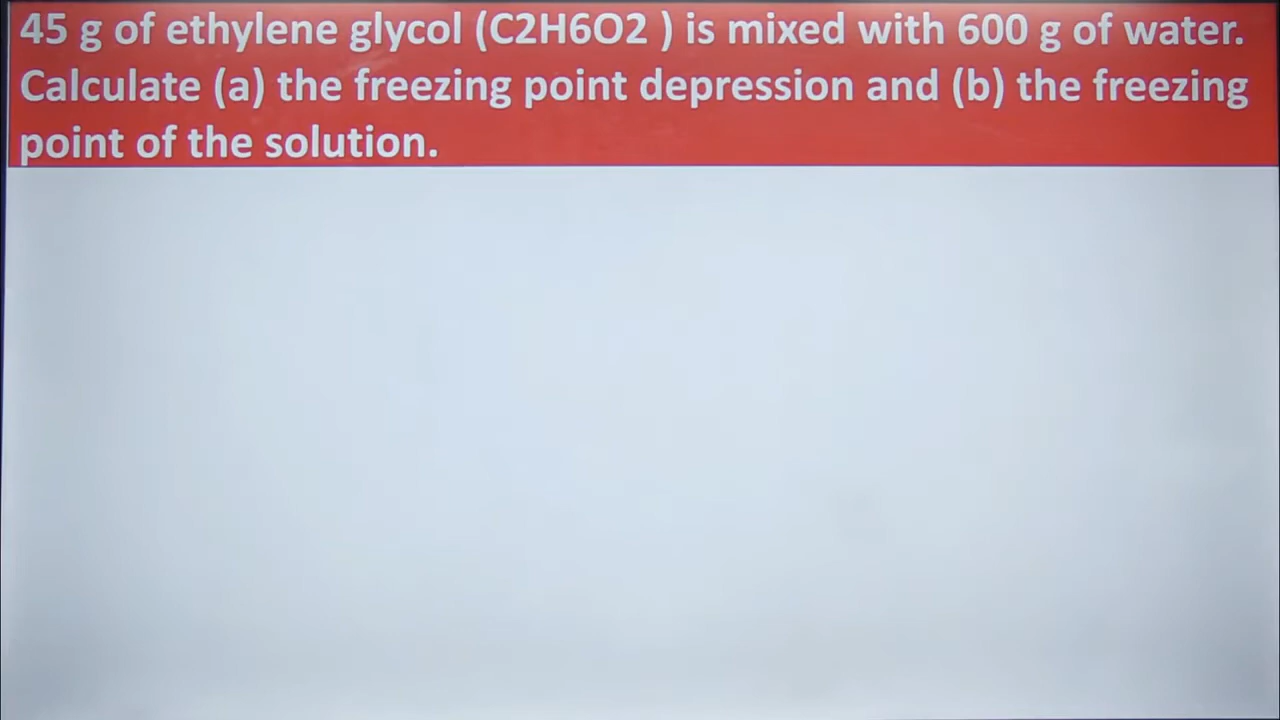 45 g of ethylene glycol (C2H6O2 ) is mixed with 600 g of water.
Calculate (a) the freezing point depression and (b) the freezing
point of the solution.